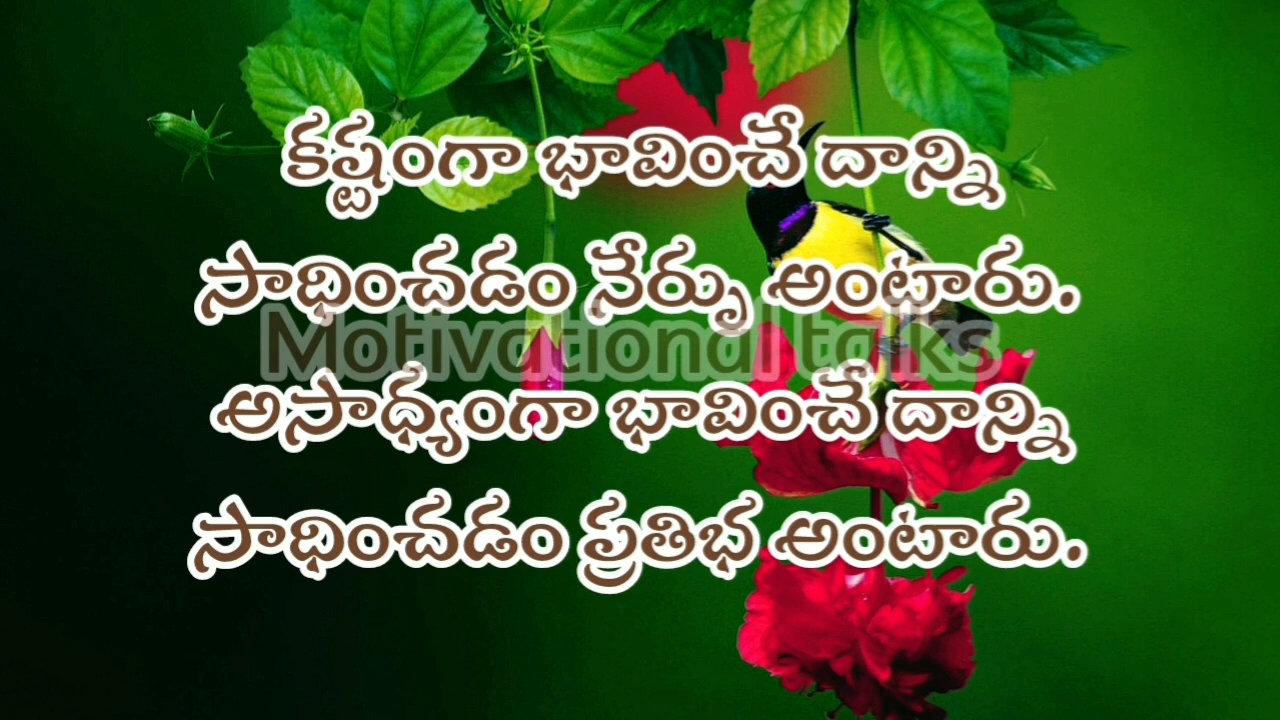 కష్టంగా భావించే దాన్ని
సాధించడం నేర్పు అంటారు.
Motivational talks
అసాధ్యంగా భావించే దాన్ని
సాధించడం ప్రతిభ అంటారు.